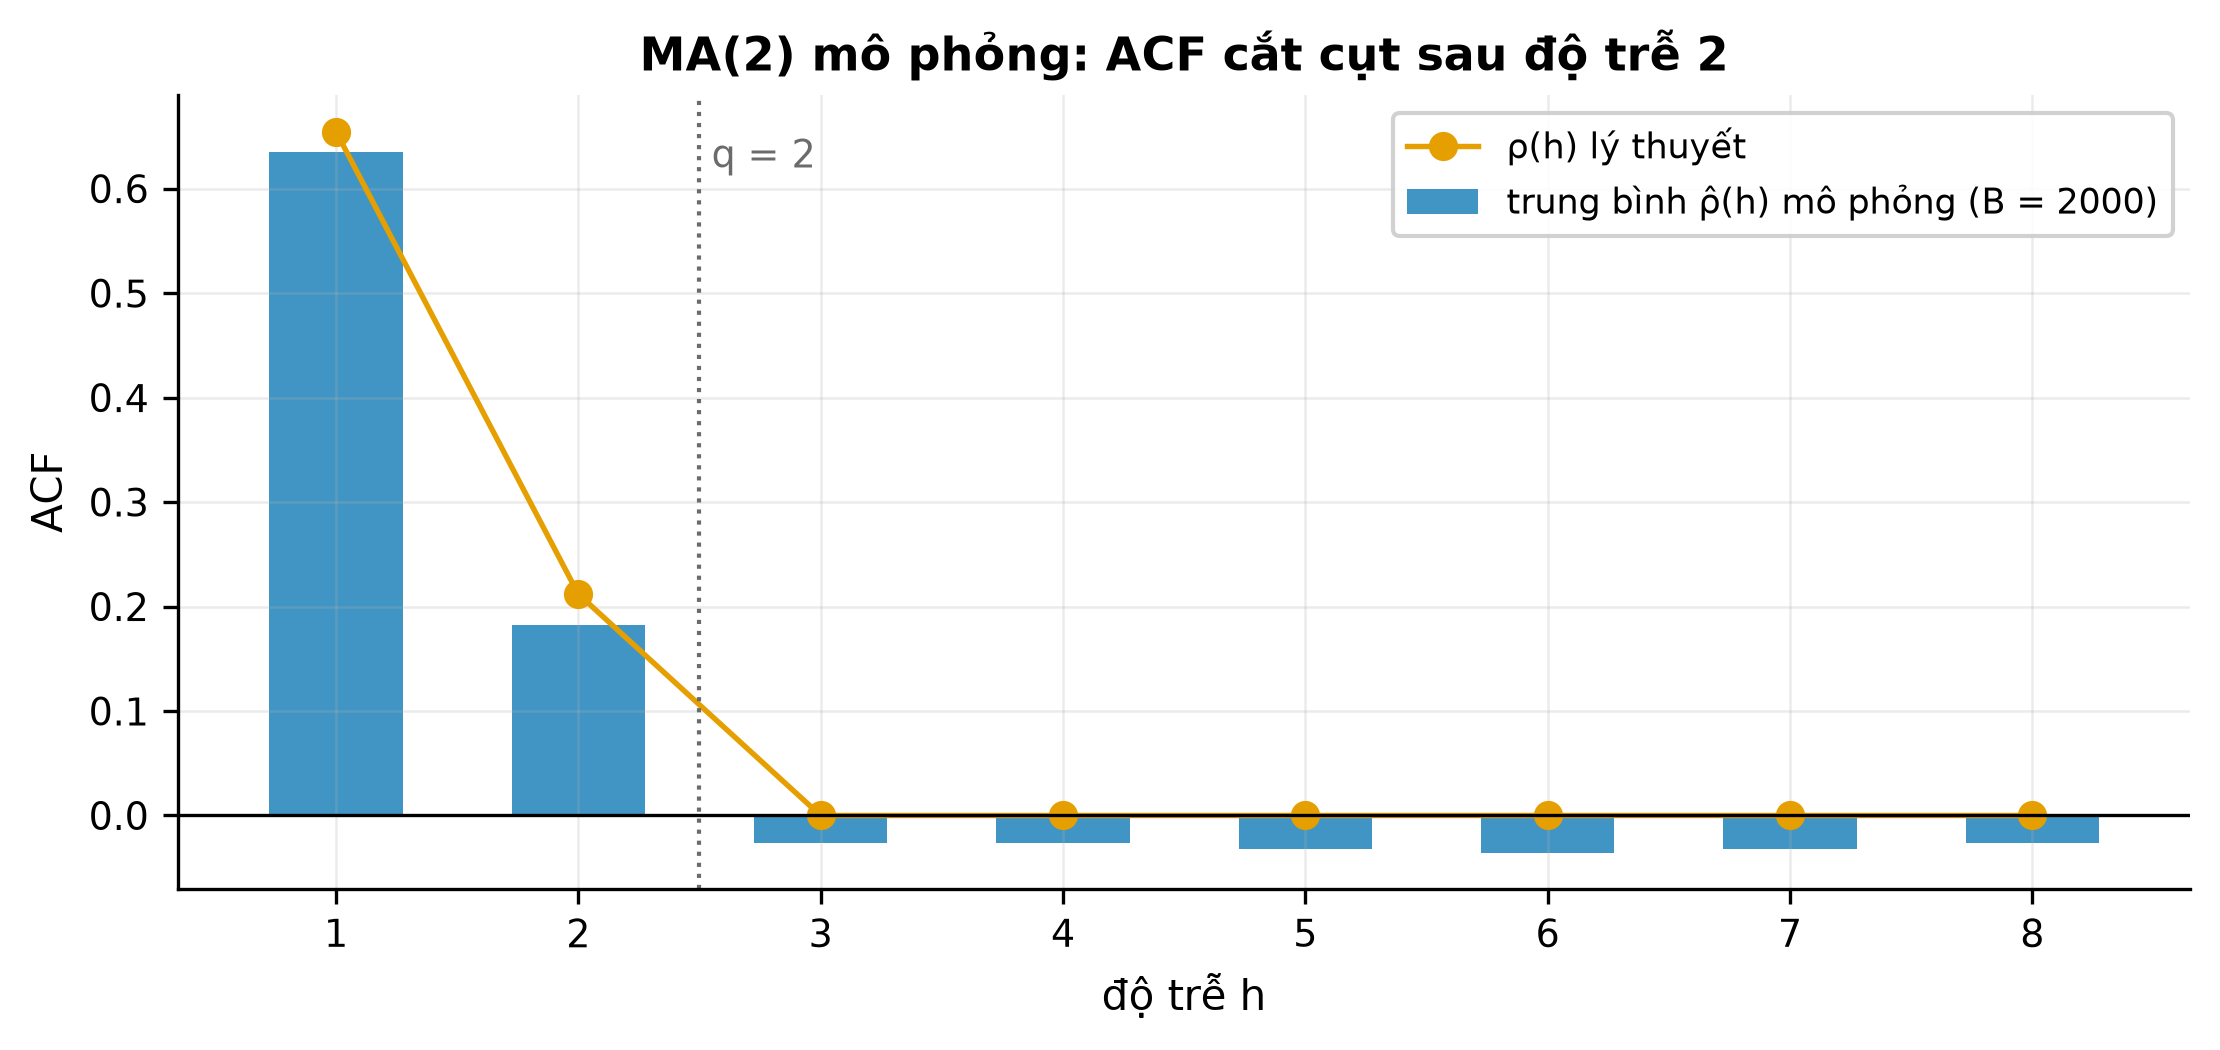 MA(2) mô phỏng: ACF cắt cụt sau độ trễ 2
q = 2
ρ(h) lý thuyết
trung bình ρ̂(h) mô phỏng (B = 2000)
ACF
0.6
0.5
0.4
0.3
0.2
0.1
0.0
1 2 3 4 5 6 7 8
độ trễ h